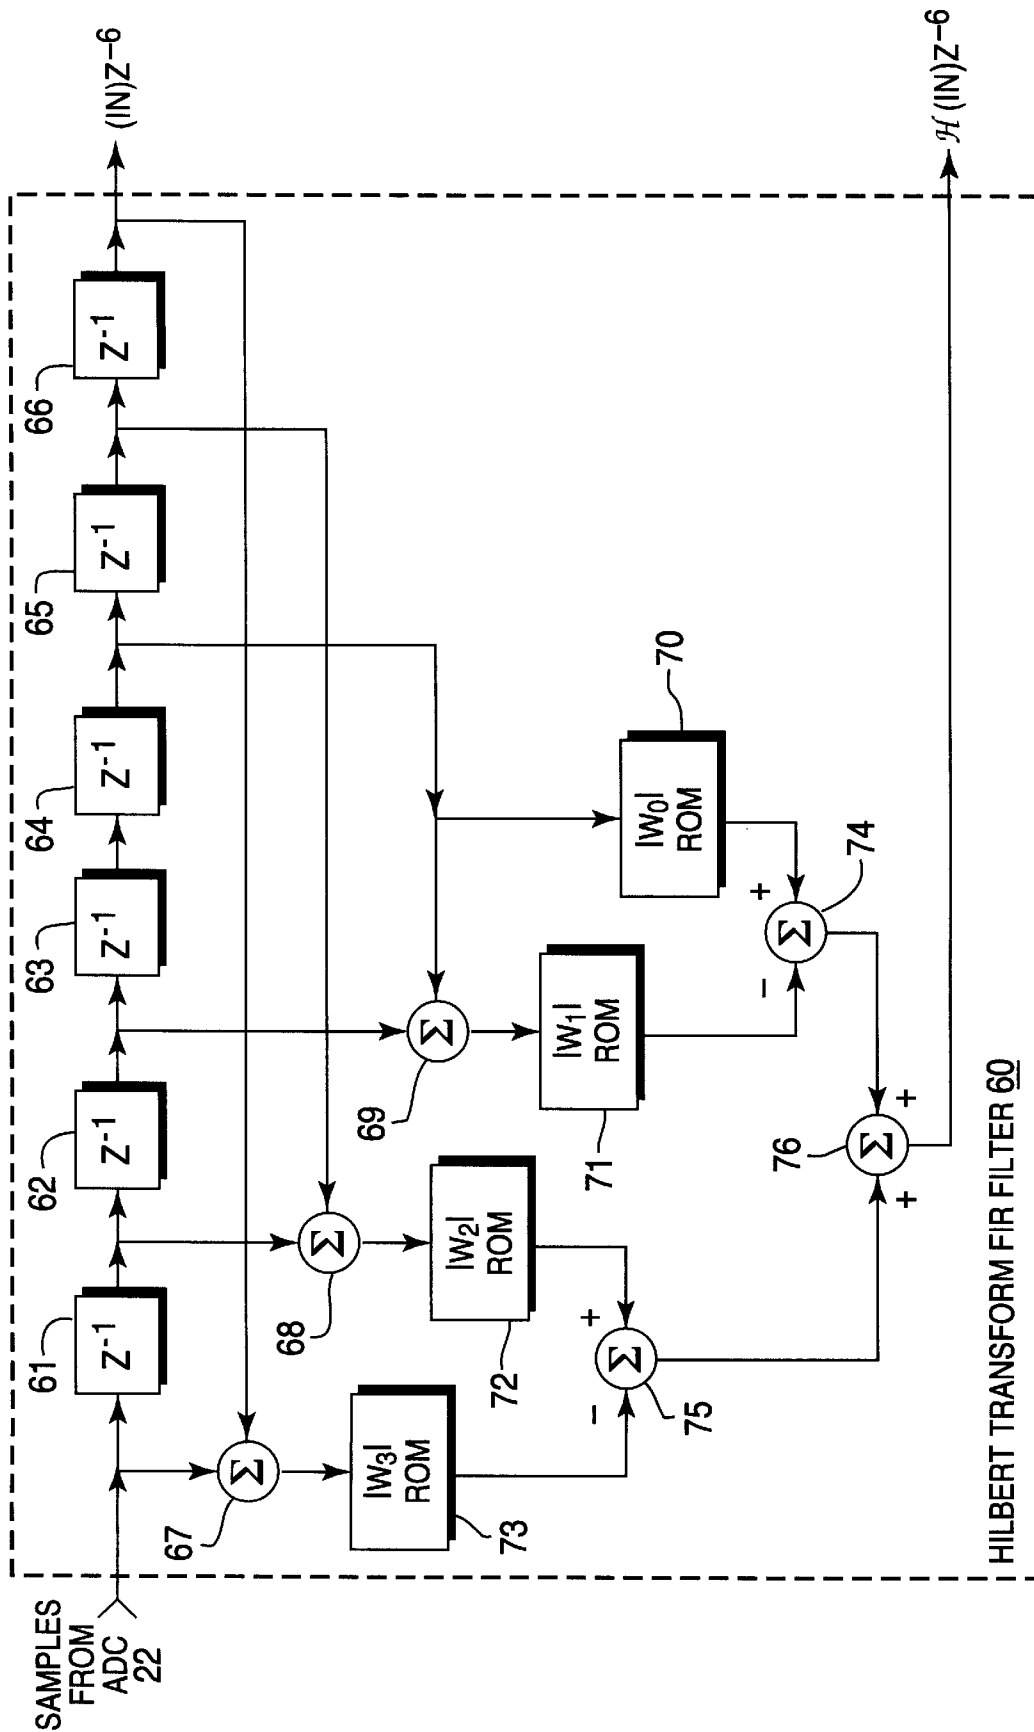 SAMPLES
FROM
ADC
22
61
Z-1
62
Z-1
63
Z-1
64
Z-1
65
Z-1
66
Z-1
(IN)Z-6
67
Σ
68
Σ
69
Σ
|W3|
ROM
73
|W2|
ROM
72
|W1|
ROM
71
|W0|
ROM
70
−
+
Σ
75
−
+
Σ
74
76
Σ
+
+
ℋ (IN)Z-6
HILBERT TRANSFORM FIR FILTER 60